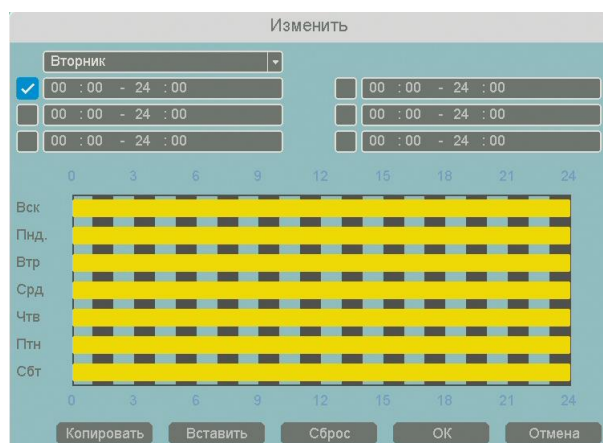 Изменить
Вторник
00 : 00 - 24 : 00 00 : 00 - 24 : 00
00 : 00 - 24 : 00 00 : 00 - 24 : 00
00 : 00 - 24 : 00 00 : 00 - 24 : 00
0 3 6 9 12 15 18 21 24
Вск
Пнд.
Втр
Срд
Чтв
Птн
Сбт
0 3 6 9 12 15 18 21 24
Копировать Вставить Сброс ОК Отмена